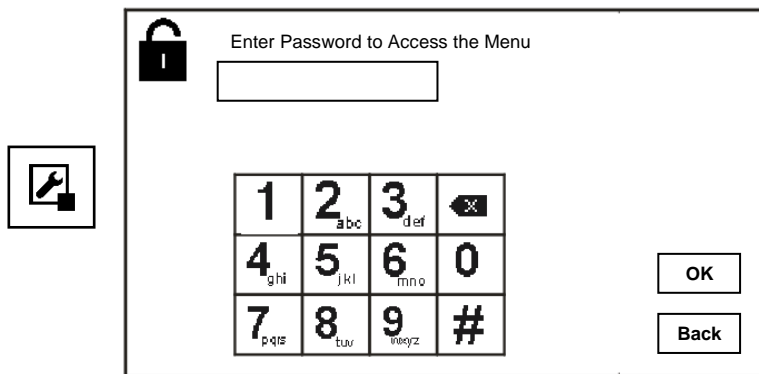 I
Enter Password to Access the Menu
1 2 abc 3 def X
4 ghi 5 jkl 6 mno 0
OK
7 pqrs 8 tuv 9 wxyz #
Back